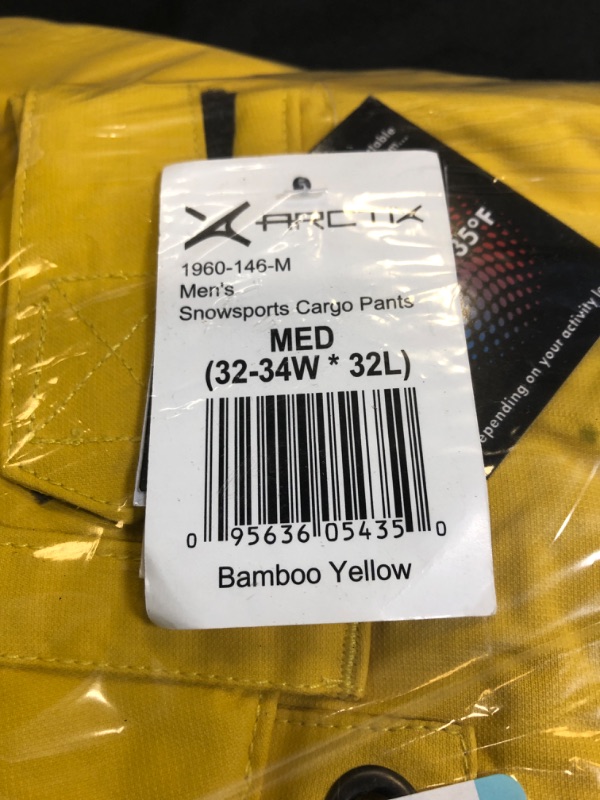 ARCTIX
1960-146-M
Men's
Snowsports Cargo Pants
MED
(32-34W * 32L)
0 95636 05435 0
Bamboo Yellow
35°F
epending on your activity l